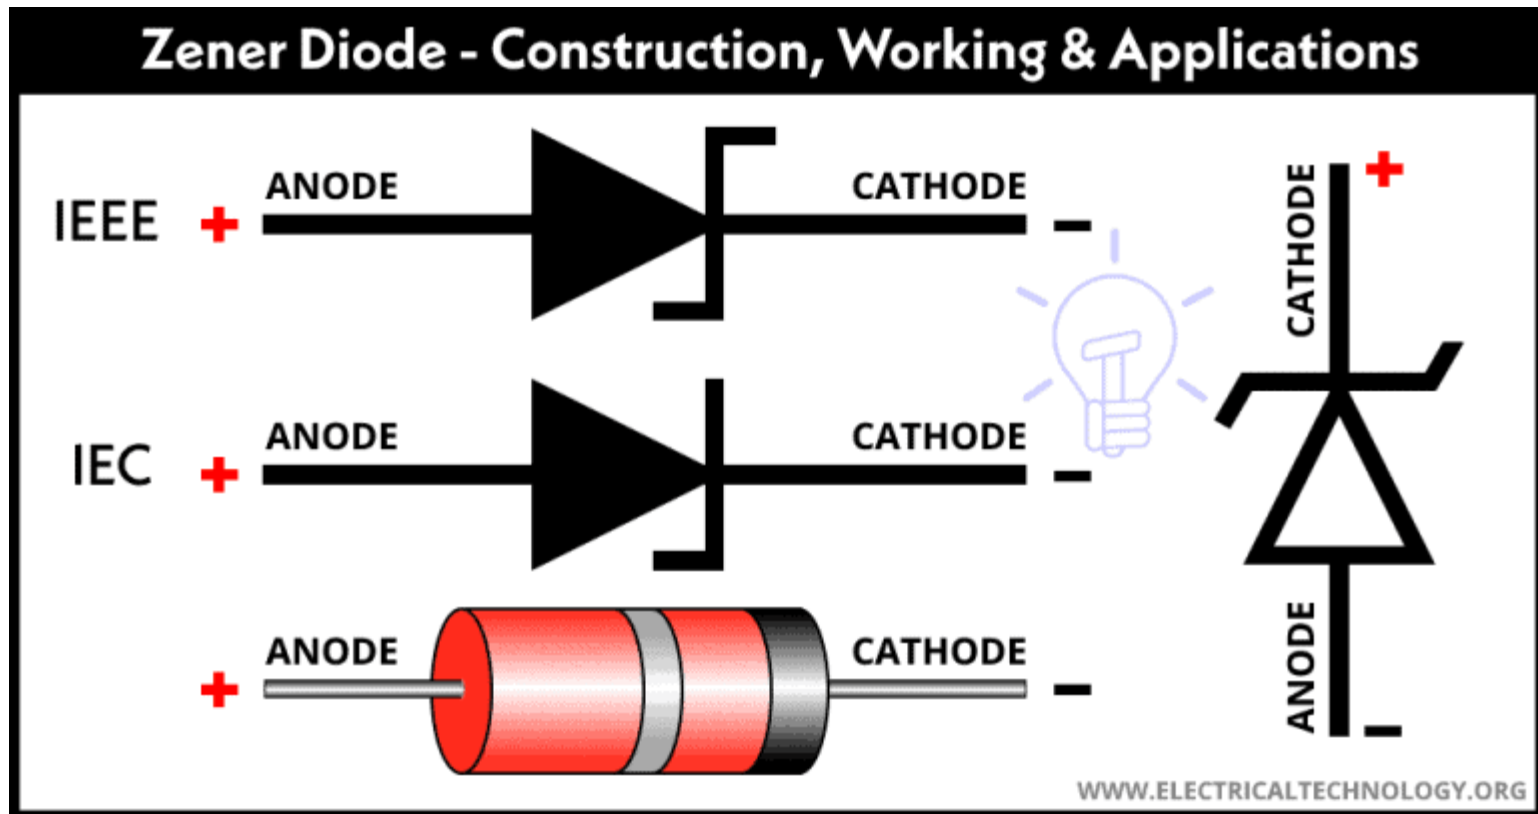 Zener Diode - Construction, Working & Applications
IEEE + ANODE CATHODE -
IEC + ANODE CATHODE -
+ ANODE CATHODE -
CATHODE +
ANODE -
WWW.ELECTRICALTECHNOLOGY.ORG